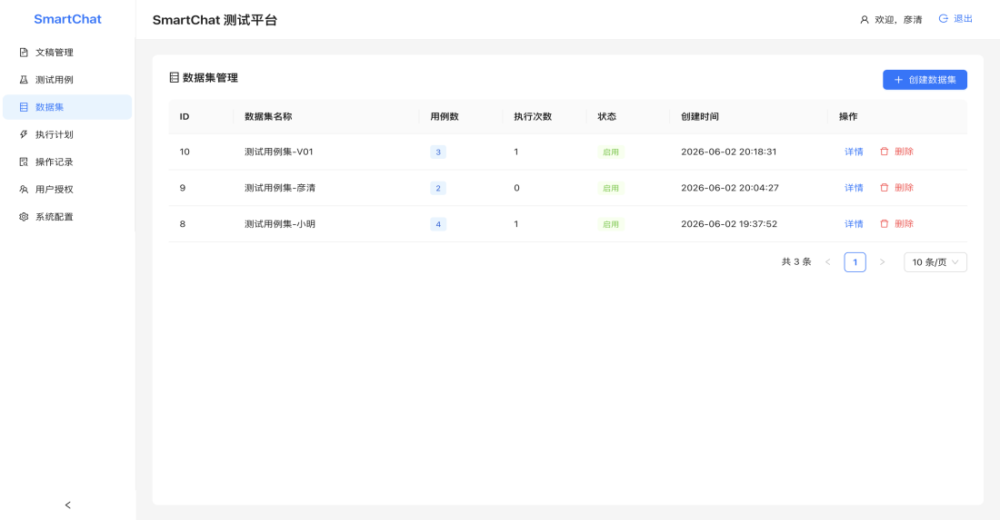 SmartChat
SmartChat 测试平台
欢迎，彦清
退出
文稿管理
测试用例
数据集
执行计划
操作记录
用户授权
系统配置
数据集管理
+ 创建数据集
ID 数据集名称 用例数 执行次数 状态 创建时间 操作
10 测试用例集-V01 3 1 启用 2026-06-02 20:18:31 详情 删除
9 测试用例集-彦清 2 0 启用 2026-06-02 20:04:27 详情 删除
8 测试用例集-小明 4 1 启用 2026-06-02 19:37:52 详情 删除
共 3 条 < 1 > 10 条/页